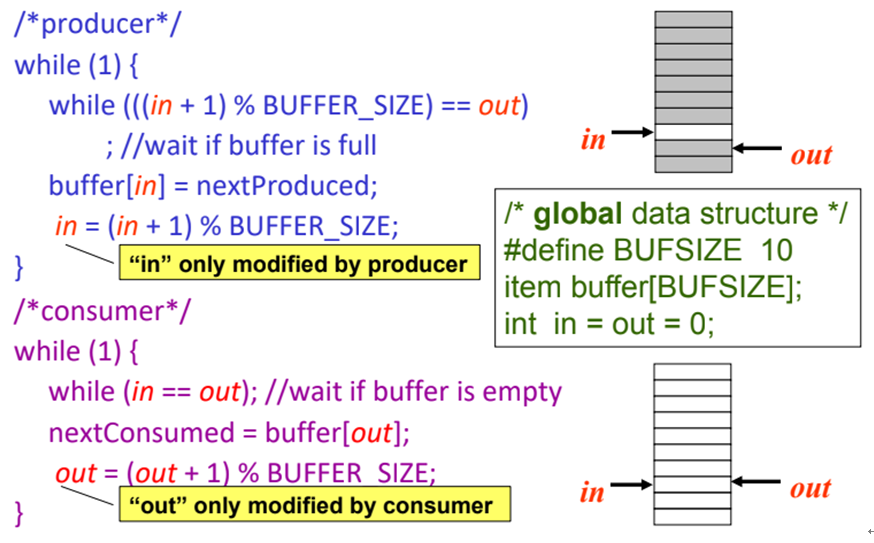 /*producer*/
while (1) {
while (((in + 1) % BUFFER_SIZE) == out)
; //wait if buffer is full
buffer[in] = nextProduced;
in = (in + 1) % BUFFER_SIZE;
“in” only modified by producer
}
/*consumer*/
while (1) {
while (in == out); //wait if buffer is empty
nextConsumed = buffer[out];
out = (out + 1) % BUFFER SIZE;
“out” only modified by consumer
}
in
out
/* global data structure */
#define BUFSIZE 10
item buffer[BUFSIZE];
int in = out = 0;
in
out